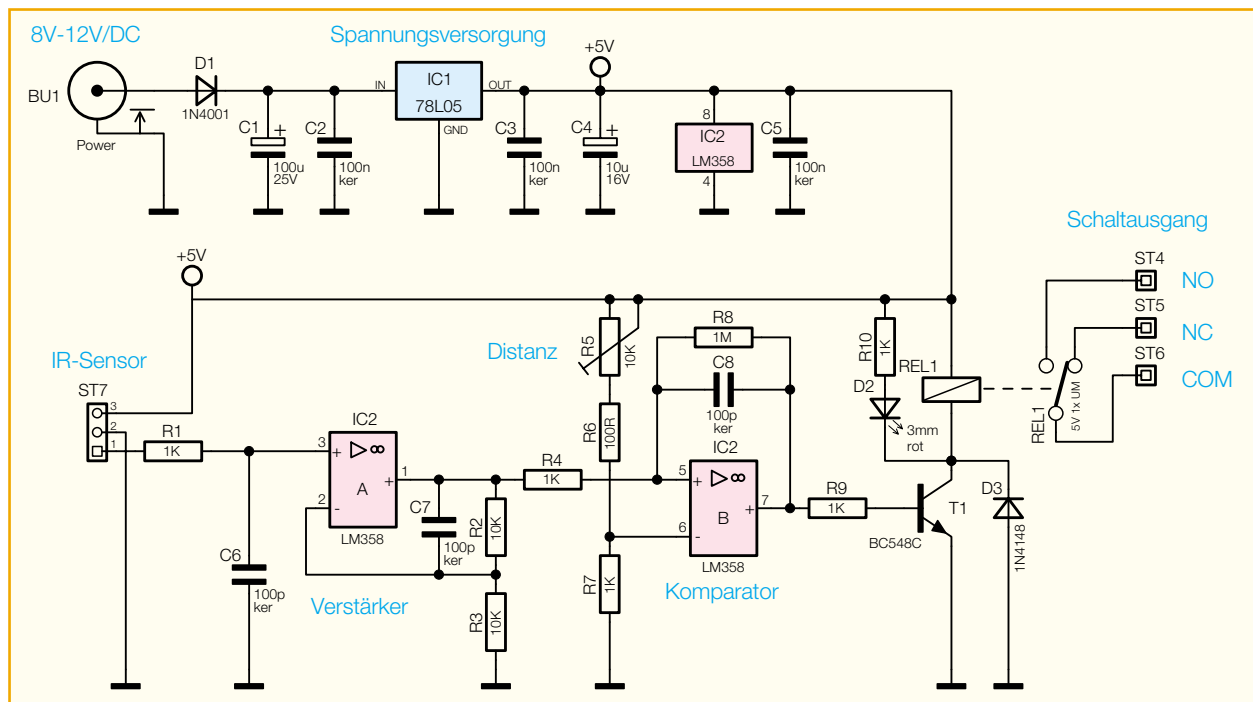 8V-12V/DC
Spannungsversorgung
+5V
D1
BU1
1N4001
IN
IC1
78L05
OUT
GND
Power
C1
+
100u
25V
C2
100n
ker
C3
100n
ker
C4
+
10u
16V
8
IC2
LM358
4
C5
100n
ker
Schaltausgang
+5V
ST4
NO
ST5
NC
ST6
COM
IR-Sensor
ST7
3
2
1
R1
1K
C6
100p
ker
IC2
3
+
▷∞
A
+
1
2
-
LM358
Verstärker
C7
100p
ker
R2
10K
R3
10K
Distanz
R5
10K
R4
1K
R6
100R
R7
1K
R8
1M
C8
100p
ker
IC2
5
+
▷∞
B
+
7
6
-
LM358
Komparator
R9
1K
R10
1K
D2
3mm
rot
REL1
REL1
5V 1x UM
T1
BC548C
D3
1N4148